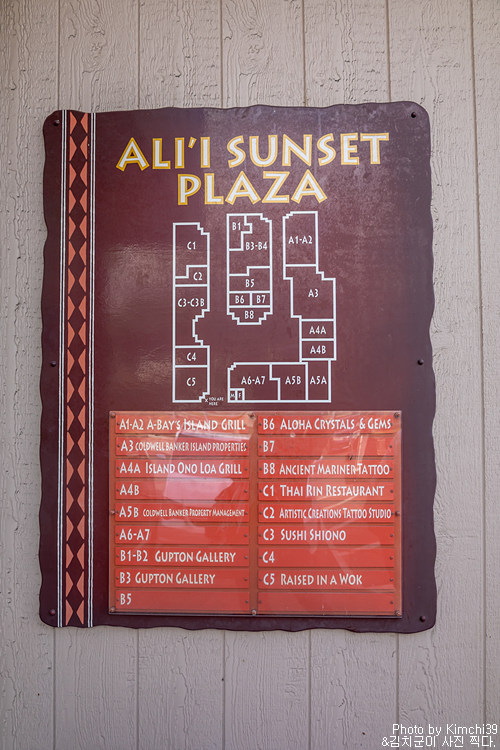 ALI'I SUNSET
PLAZA
C1
C2
C3-C3B
C4
C5
B1
B3-B4
B5
B6
B7
B8
A1-A2
A3
A4A
A4B
A6-A7
A5B
A5A
M
YOU ARE
HERE
A1-A2 A-BAY'S ISLAND GRILL
A3 COLDWELL BANKER ISLAND PROPERTIES
A4A ISLAND ONO LOA GRILL
A4B
A5B COLDWELL BANKER PROPERTY MANAGEMENT
A6-A7
B1-B2 GUPTON GALLERY
B3 GUPTON GALLERY
B5
B6 ALOHA CRYSTALS & GEMS
B7
B8 ANCIENT MARINER TATTOO
C1 THAI RIN RESTAURANT
C2 ARTISTIC CREATIONS TATTOO STUDIO
C3 SUSHI SHIONO
C4
C5 RAISED IN A WOK
Photo by Kimchi39
&김치군이 사진 찍다.